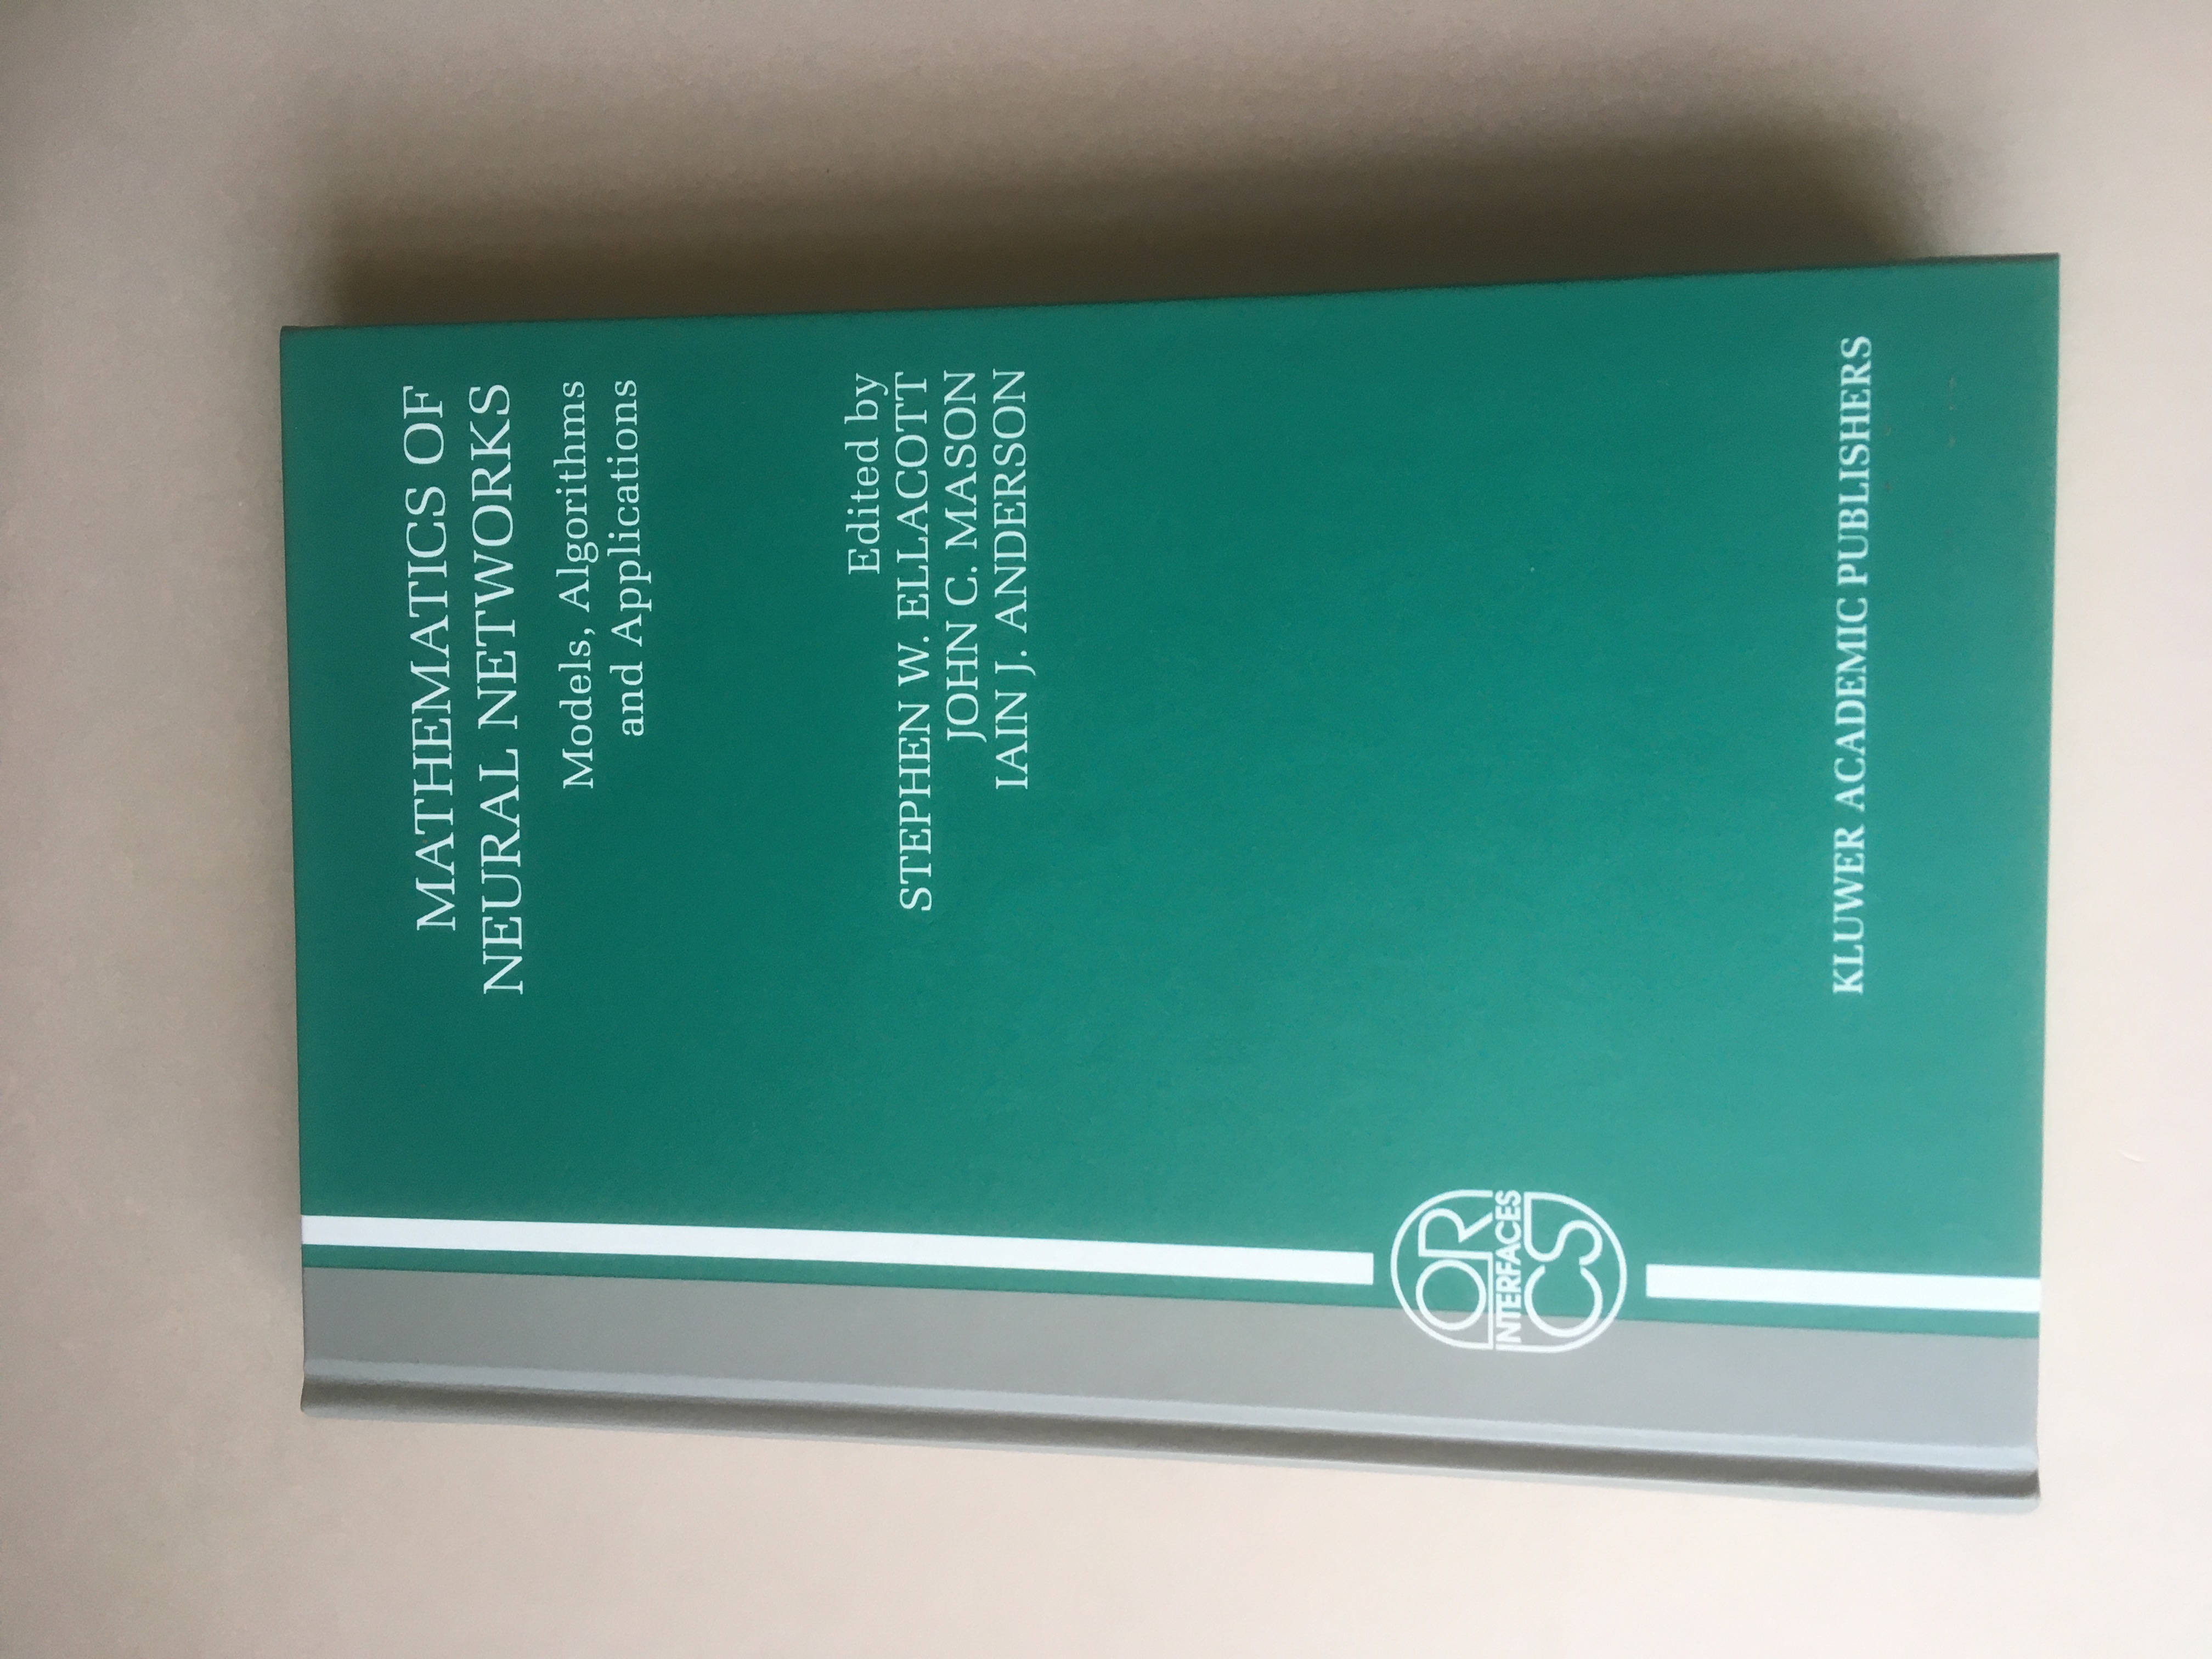 MATHEMATICS OF
NEURAL NETWORKS
Models, Algorithms
and Applications
Edited by
STEPHEN W. ELLACOTT
JOHN C. MASON
IAIN J. ANDERSON
OR
INTERFACES
CS
KLUWER ACADEMIC PUBLISHERS